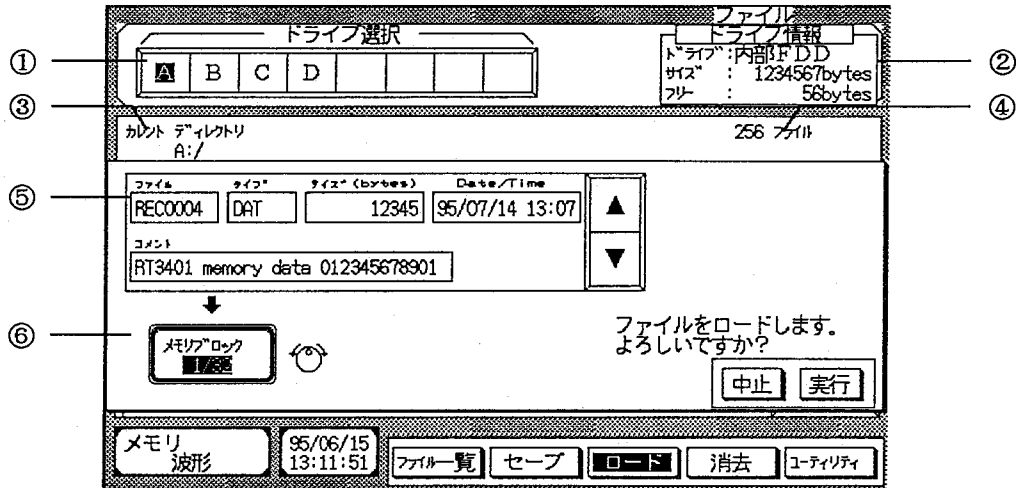 ファイル
ドライブ選択
ドライブ情報
① A B C D
ドライブ:内部FDD ②
サイズ : 1234567bytes
フリー : 56bytes
③ ④
カレント ディレクトリ 256 ファイル
A:/
ファイル タイプ サイズ (bytes) Date/Time
⑤ REC0004 DAT 12345 95/07/14 13:07 ▲
コメント
RT3401 memory data 012345678901 ▼
⑥ メモリブロック
ファイルをロードします。
よろしいですか?
中止 実行
メモリ 95/06/15
波形 13:11:51 ファイル一覧 セーブ ロード 消去 ユーティリティ